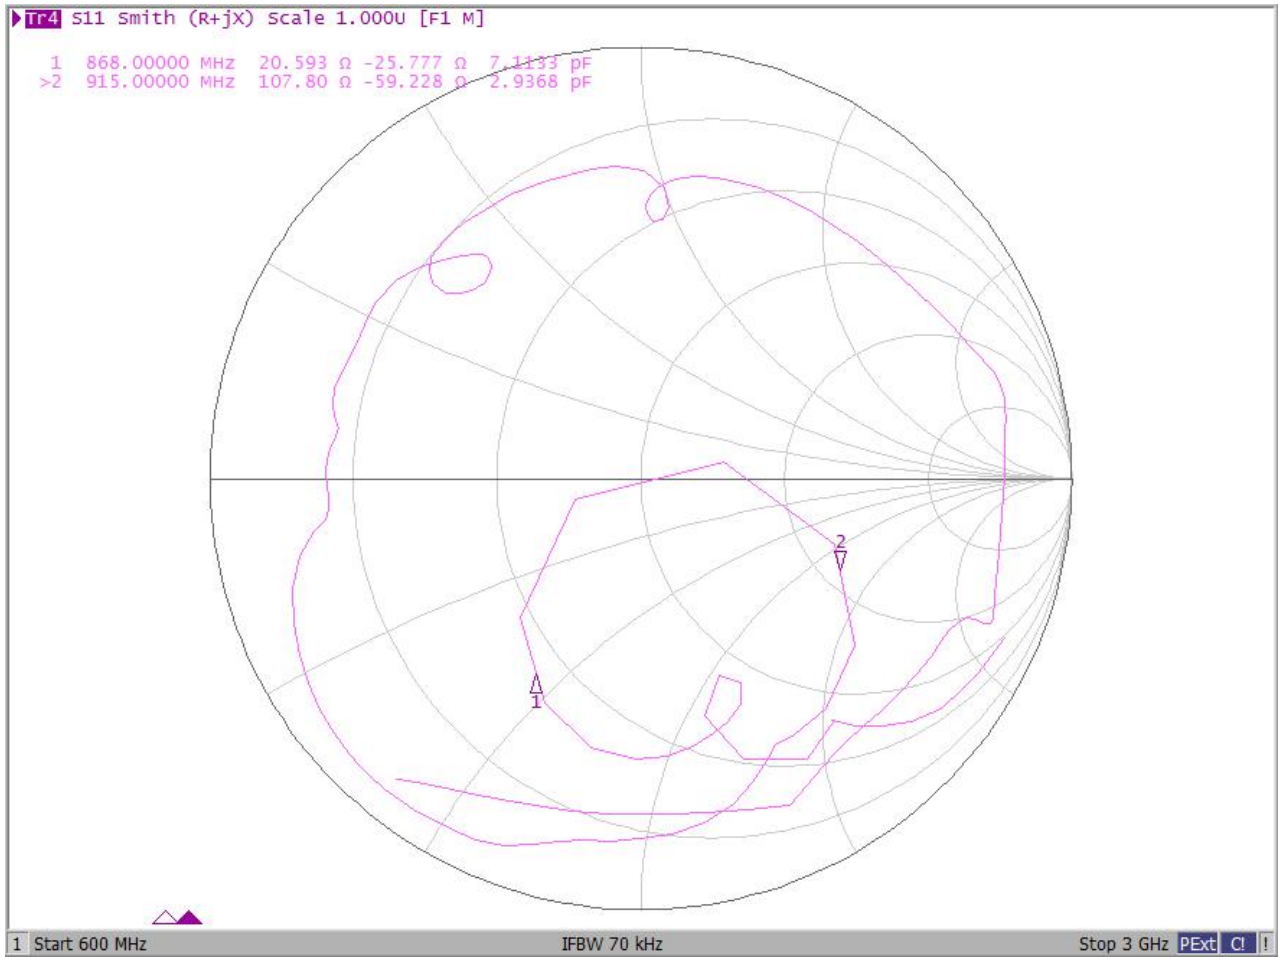 Tr4 S11 Smith (R+jX) Scale 1.000U [F1 M]
1 868.00000 MHz 20.593 Ω -25.777 Ω 7.1133 pF
>2 915.00000 MHz 107.80 Ω -59.228 Ω 2.9368 pF
2
1
1 Start 600 MHz IFBW 70 kHz Stop 3 GHz PExt C! !